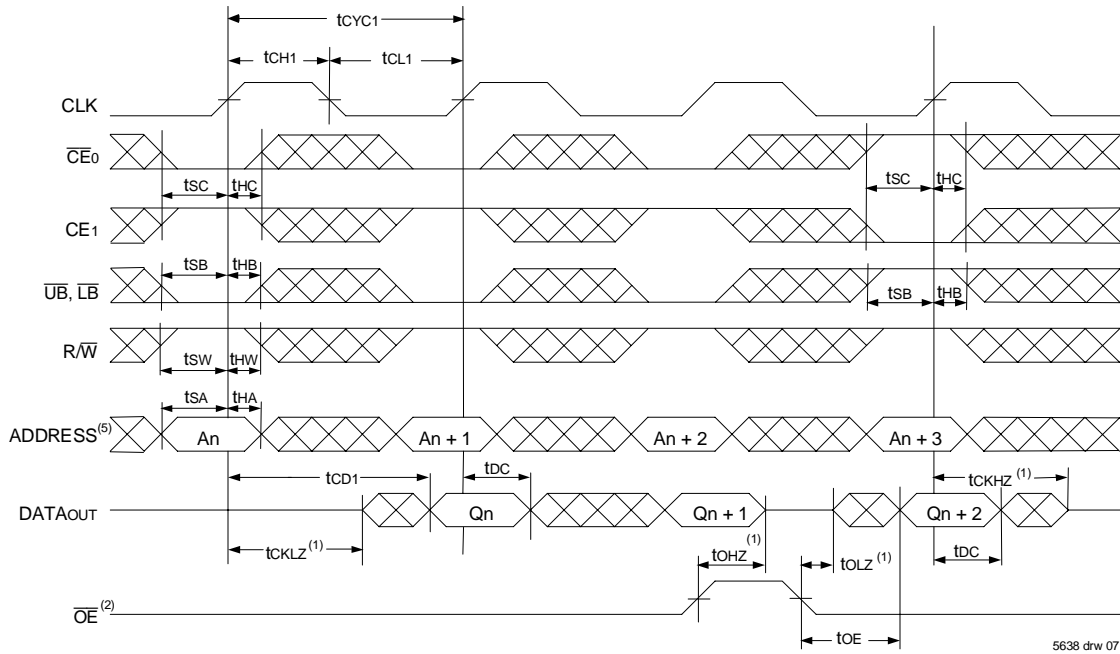 tCYC1
tCH1 tCL1
CLK
CE0
tSC tHC tSC tHC
CE1
tSB tHB
UB, LB
tSB tHB
R/W
tSW tHW
tSA tHA
ADDRESS(5) An An + 1 An + 2 An + 3
tCD1 tDC tCKHZ(1)
DATAOUT Qn Qn + 1 Qn + 2
tCKLZ(1) tOHZ(1) tOLZ(1) tDC
OE(2)
tOE
5638 drw 07